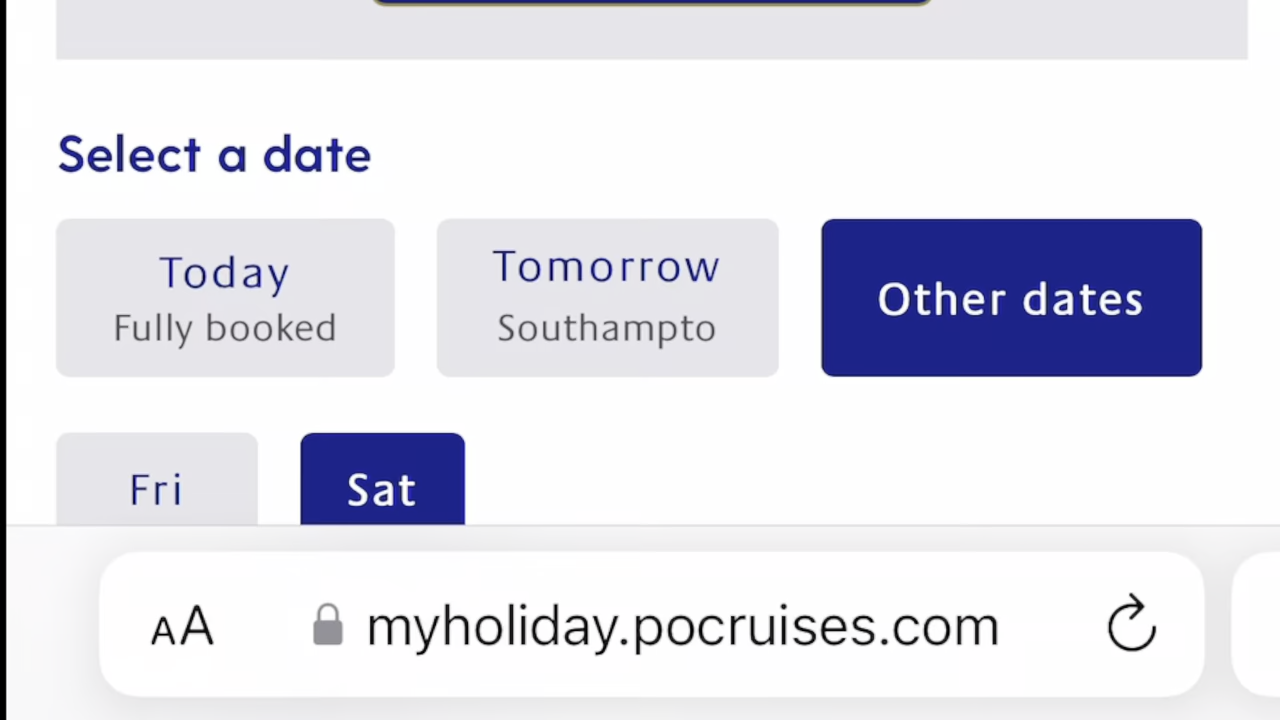 Select a date
Today
Fully booked
Tomorrow
Southampto
Other dates
Fri
Sat
AA
myholiday.pocruises.com